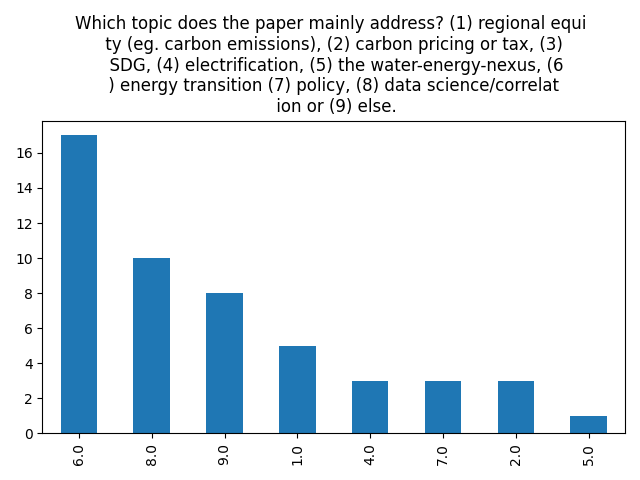 Which topic does the paper mainly address? (1) regional equi
ty (eg. carbon emissions), (2) carbon pricing or tax, (3)
SDG, (4) electrification, (5) the water-energy-nexus, (6
) energy transition (7) policy, (8) data science/correlat
ion or (9) else.
16
14
12
10
8
6
4
2
0
6.0 8.0 9.0 1.0 4.0 7.0 2.0 5.0